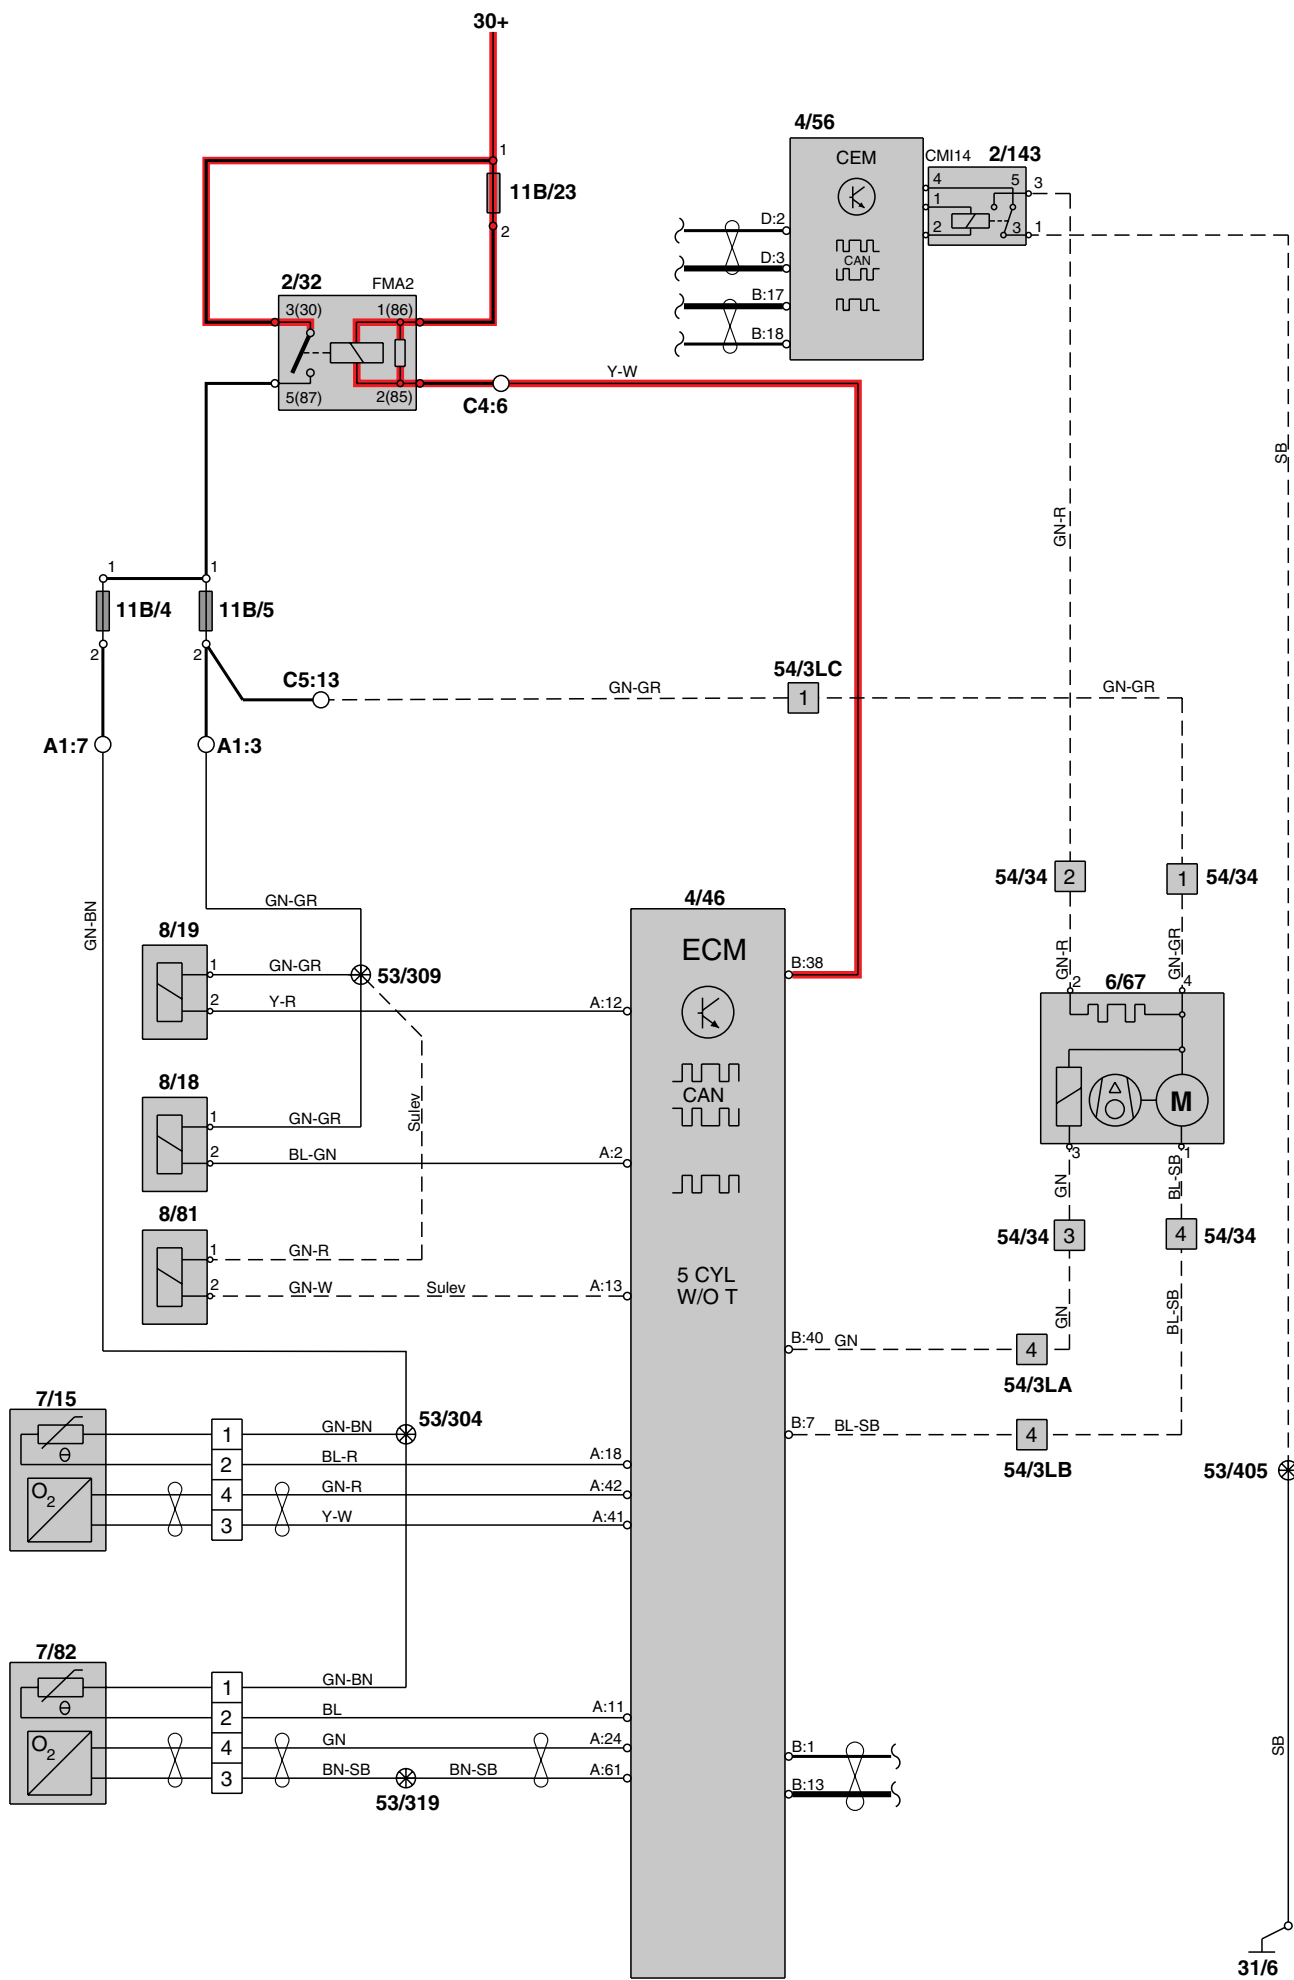 30+
1
11B/23
2
4/56
CEM
CAN
D:2
D:3
B:17
B:18
CMI14
2/143
4
5
3
1
2
3
1
2/32
FMA2
3(30)
1(86)
5(87)
2(85)
C4:6
Y-W
SB
GN-R
1
1
11B/4
11B/5
2
2
C5:13
GN-GR
54/3LC
1
GN-GR
A1:7
A1:3
54/34
2
1
54/34
GN-BN
GN-GR
4/46
ECM
B:38
GN-R
GN-GR
8/19
1
GN-GR
53/309
2
Y-R
A:12
6/67
2
4
M
3
1
CAN
8/18
1
GN-GR
Sulev
2
BL-GN
A:2
GN
BL-SB
8/81
1
GN-R
2
GN-W
Sulev
A:13
54/34
3
4
54/34
5 CYL
W/O T
GN
BL-SB
B:40
GN
4
54/3LA
B:7
BL-SB
4
54/3LB
53/405
7/15
θ
O2
1
GN-BN
53/304
2
BL-R
A:18
4
GN-R
A:42
3
Y-W
A:41
7/82
θ
O2
1
GN-BN
2
BL
A:11
4
GN
A:24
3
BN-SB
BN-SB
A:61
53/319
B:1
B:13
SB
31/6